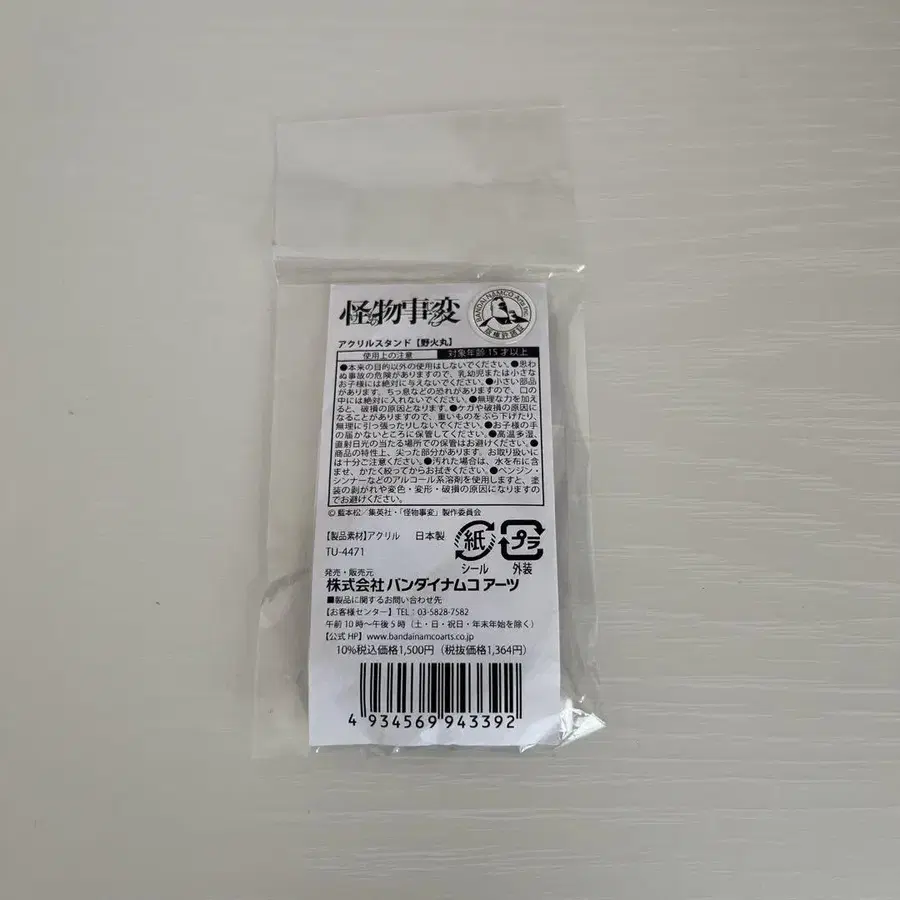 怪物事変
BANDAI NAMCO Arts Inc.
アクリルスタンド【野火丸】
使用上の注意 対象年齢15才以上
●本来の目的以外の使用はしないでください。●思わ
ぬ事故の危険がありますので、乳幼児または小さな
お子様には絶対に与えないでください。●小さい部品
があります。ちっ息などの恐れがありますので、口の
中には絶対に入れないでください。●無理な力を加え
ると、破損の原因となります。●ケガや破損の原因に
なることがありますので、重いものをぶら下げたり、
無理に引っ張ったりしないでください。●お子様の手
の届かないところに保管してください。●高温多湿、
直射日光の当たる場所での保管はお避けください。●
商品の特性上、尖った部分があります。お取り扱いに
は十分ご注意ください。●汚れた場合は、水を布に含
ませ、かたく絞ってからお拭きください。●ベンジン・
シンナーなどのアルコール系溶剤を使用しますと、塗
装の剥がれや変色・変形・破損の原因になりますの
でお避けください。
© 藍本松／集英社・「怪物事変」製作委員会
【製品素材】アクリル 日本製
TU-4471
紙 プラ
シール 外装
発売・販売元
株式会社バンダイナムコアーツ
■製品に関するお問い合わせ先
【お客様センター】TEL：03-5828-7582
午前10時～午後5時（土・日・祝日・年末年始を除く）
【公式HP】www.bandainamcoarts.co.jp
10%税込価格1,500円（税抜価格1,364円）
4 934569 943392